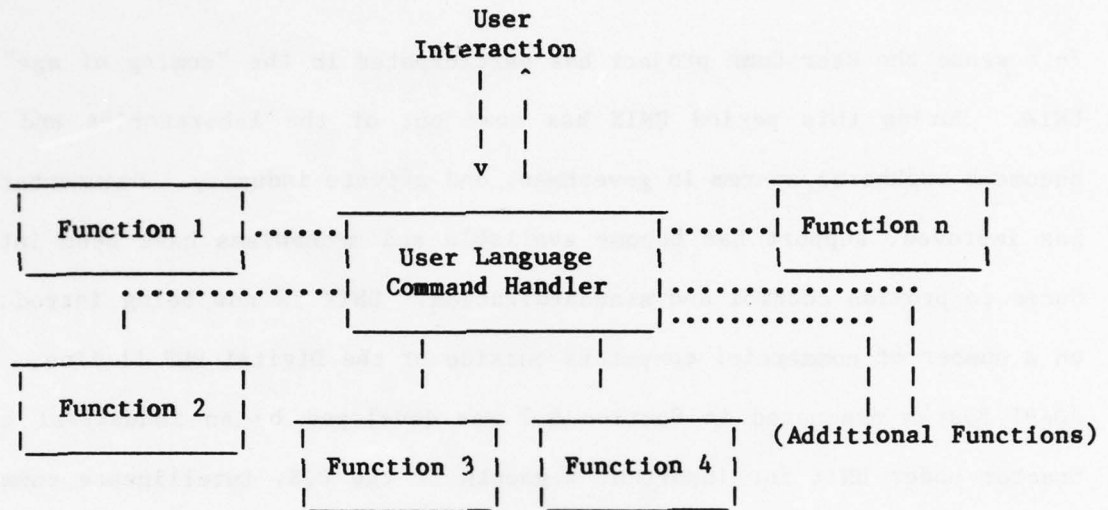 User
Interaction
Function 1
Function n
User Language
Command Handler
Function 2
(Additional Functions)
Function 3
Function 4